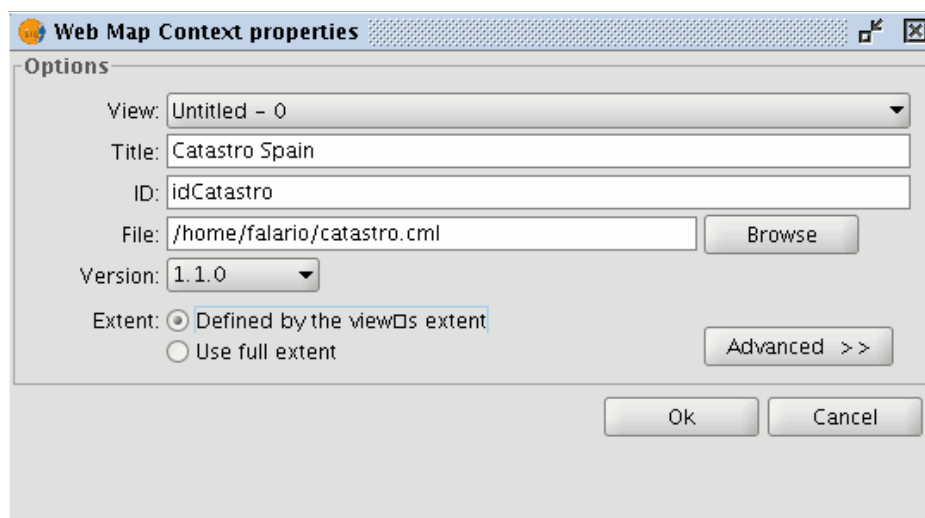 Web Map Context properties
Options
View: Untitled – 0
Title: Catastro Spain
ID: idCatastro
File: /home/falario/catastro.cml Browse
Version: 1.1.0
Extent: Defined by the view□s extent
Use full extent
Advanced >>
Ok Cancel